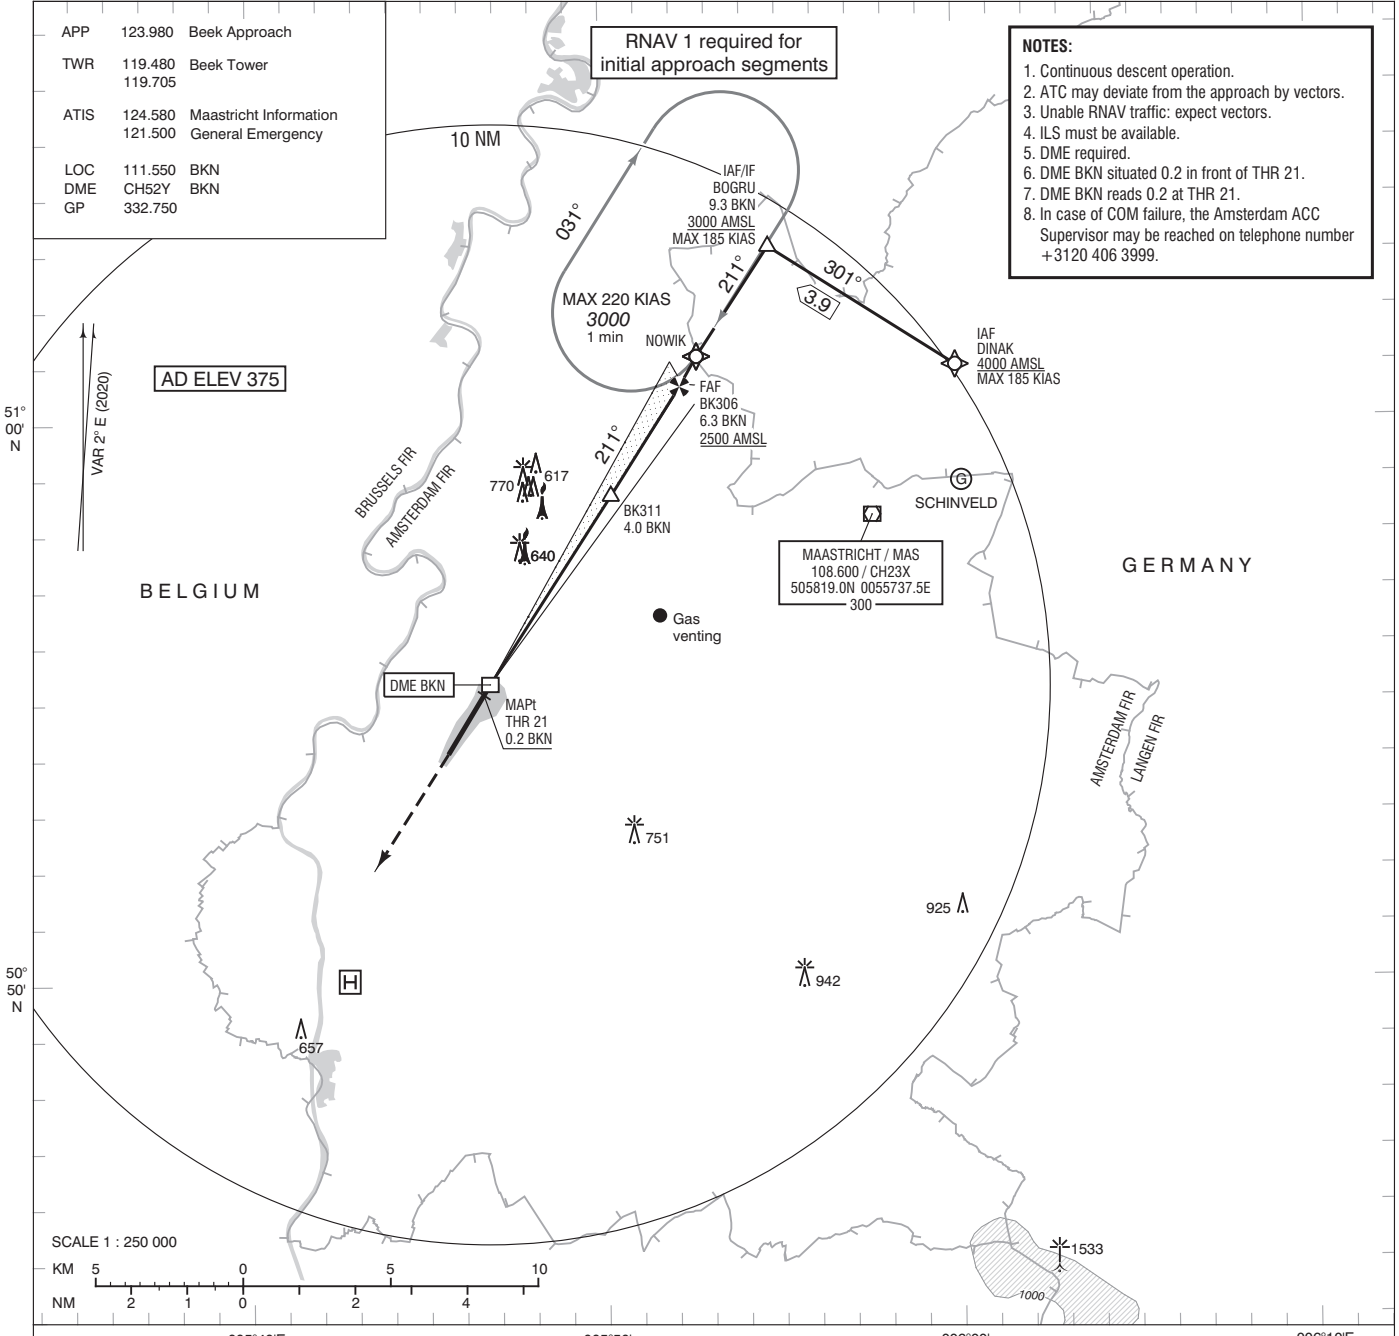 APP 123.980 Beek Approach
TWR 119.480 Beek Tower
119.705
ATIS 124.580 Maastricht Information
121.500 General Emergency
LOC 111.550 BKN
DME CH52Y BKN
GP 332.750
RNAV 1 required for
initial approach segments
NOTES:
1. Continuous descent operation.
2. ATC may deviate from the approach by vectors.
3. Unable RNAV traffic: expect vectors.
4. ILS must be available.
5. DME required.
6. DME BKN situated 0.2 in front of THR 21.
7. DME BKN reads 0.2 at THR 21.
8. In case of COM failure, the Amsterdam ACC
Supervisor may be reached on telephone number
+3120 406 3999.
10 NM
IAF/IF
BOGRU
9.3 BKN
3000 AMSL
MAX 185 KIAS
031°
211°
301°
3.9
MAX 220 KIAS
3000
1 min
NOWIK
IAF
DINAK
4000 AMSL
MAX 185 KIAS
AD ELEV 375
VAR 2° E (2020)
51°
00'
N
FAF
BK306
6.3 BKN
2500 AMSL
211°
BRUSSELS FIR
AMSTERDAM FIR
617
770
640
BK311
4.0 BKN
G
SCHINVELD
MAASTRICHT / MAS
108.600 / CH23X
505819.0N 0055737.5E
300
GERMANY
BELGIUM
Gas
venting
DME BKN
MAPt
THR 21
0.2 BKN
AMSTERDAM FIR
LANGEN FIR
751
925
942
50°
50'
N
H
657
1533
1000
SCALE 1 : 250 000
KM 5 0 5 10
NM 2 1 0 2 4